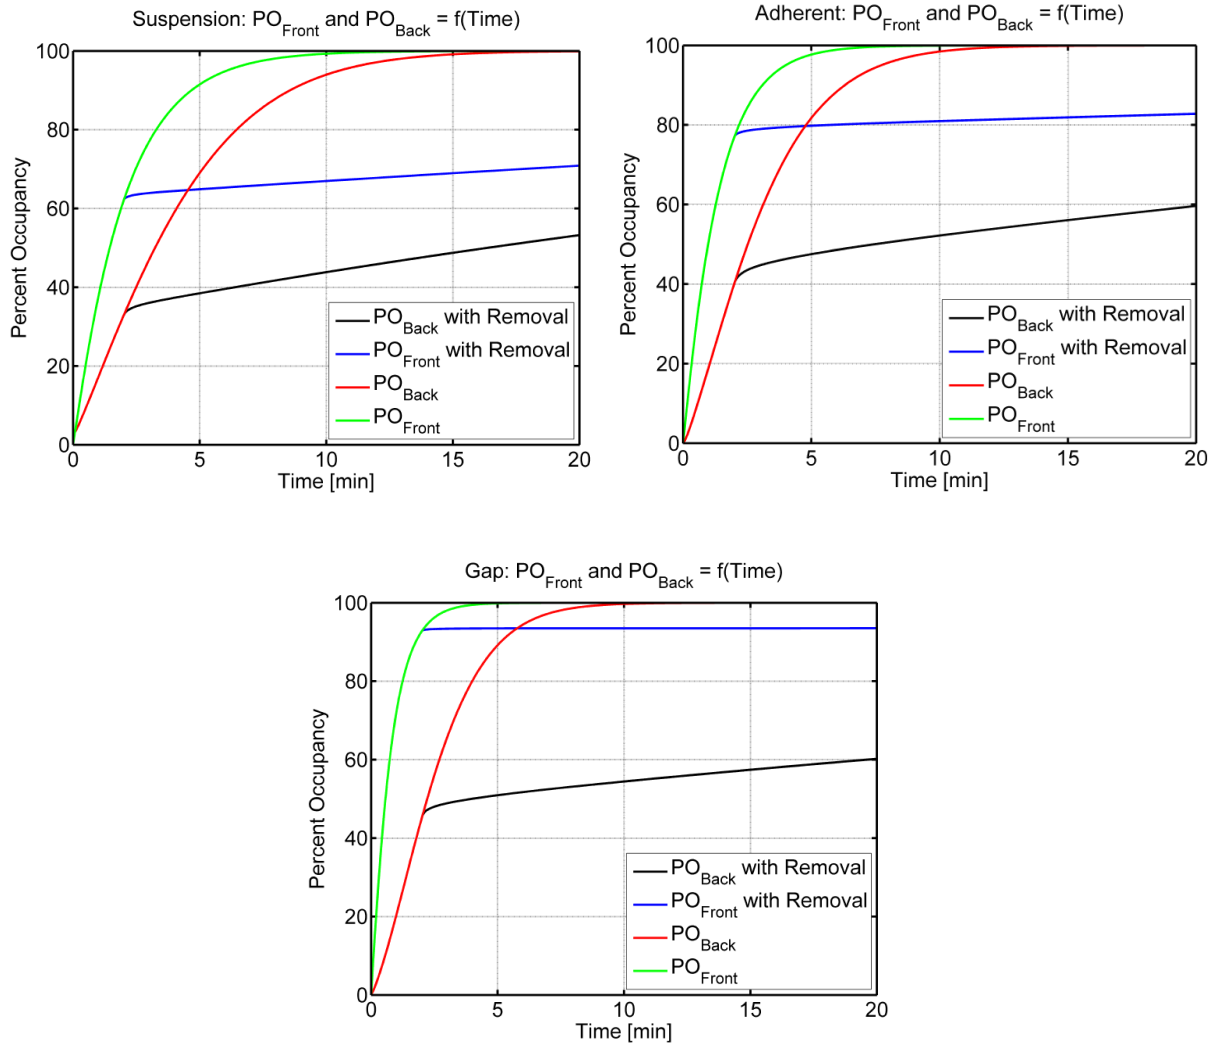 Suspension: PO_Front and PO_Back = f(Time)
100
80
60
40
20
0
Percent Occupancy
PO_Back with Removal
PO_Front with Removal
PO_Back
PO_Front
0 5 10 15 20
Time [min]
Adherent: PO_Front and PO_Back = f(Time)
100
80
60
40
20
0
Percent Occupancy
PO_Back with Removal
PO_Front with Removal
PO_Back
PO_Front
0 5 10 15 20
Time [min]
Gap: PO_Front and PO_Back = f(Time)
100
80
60
40
20
0
Percent Occupancy
PO_Back with Removal
PO_Front with Removal
PO_Back
PO_Front
0 5 10 15 20
Time [min]